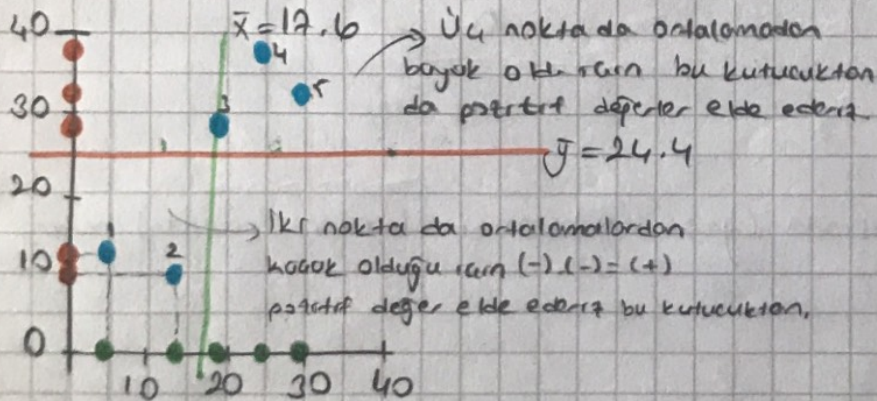 40
x̄ = 17.6
Üç nokta da ortalamadan
büyük old. için bu kutucuktan
da pozitif değerler elde ederiz
4
5
30
3
ȳ = 24.4
20
İki nokta da ortalamalardan
küçük olduğu için (-).(-)=(+)
pozitif değer elde ederiz bu kutucuktan.
1
2
10
0
10 20 30 40